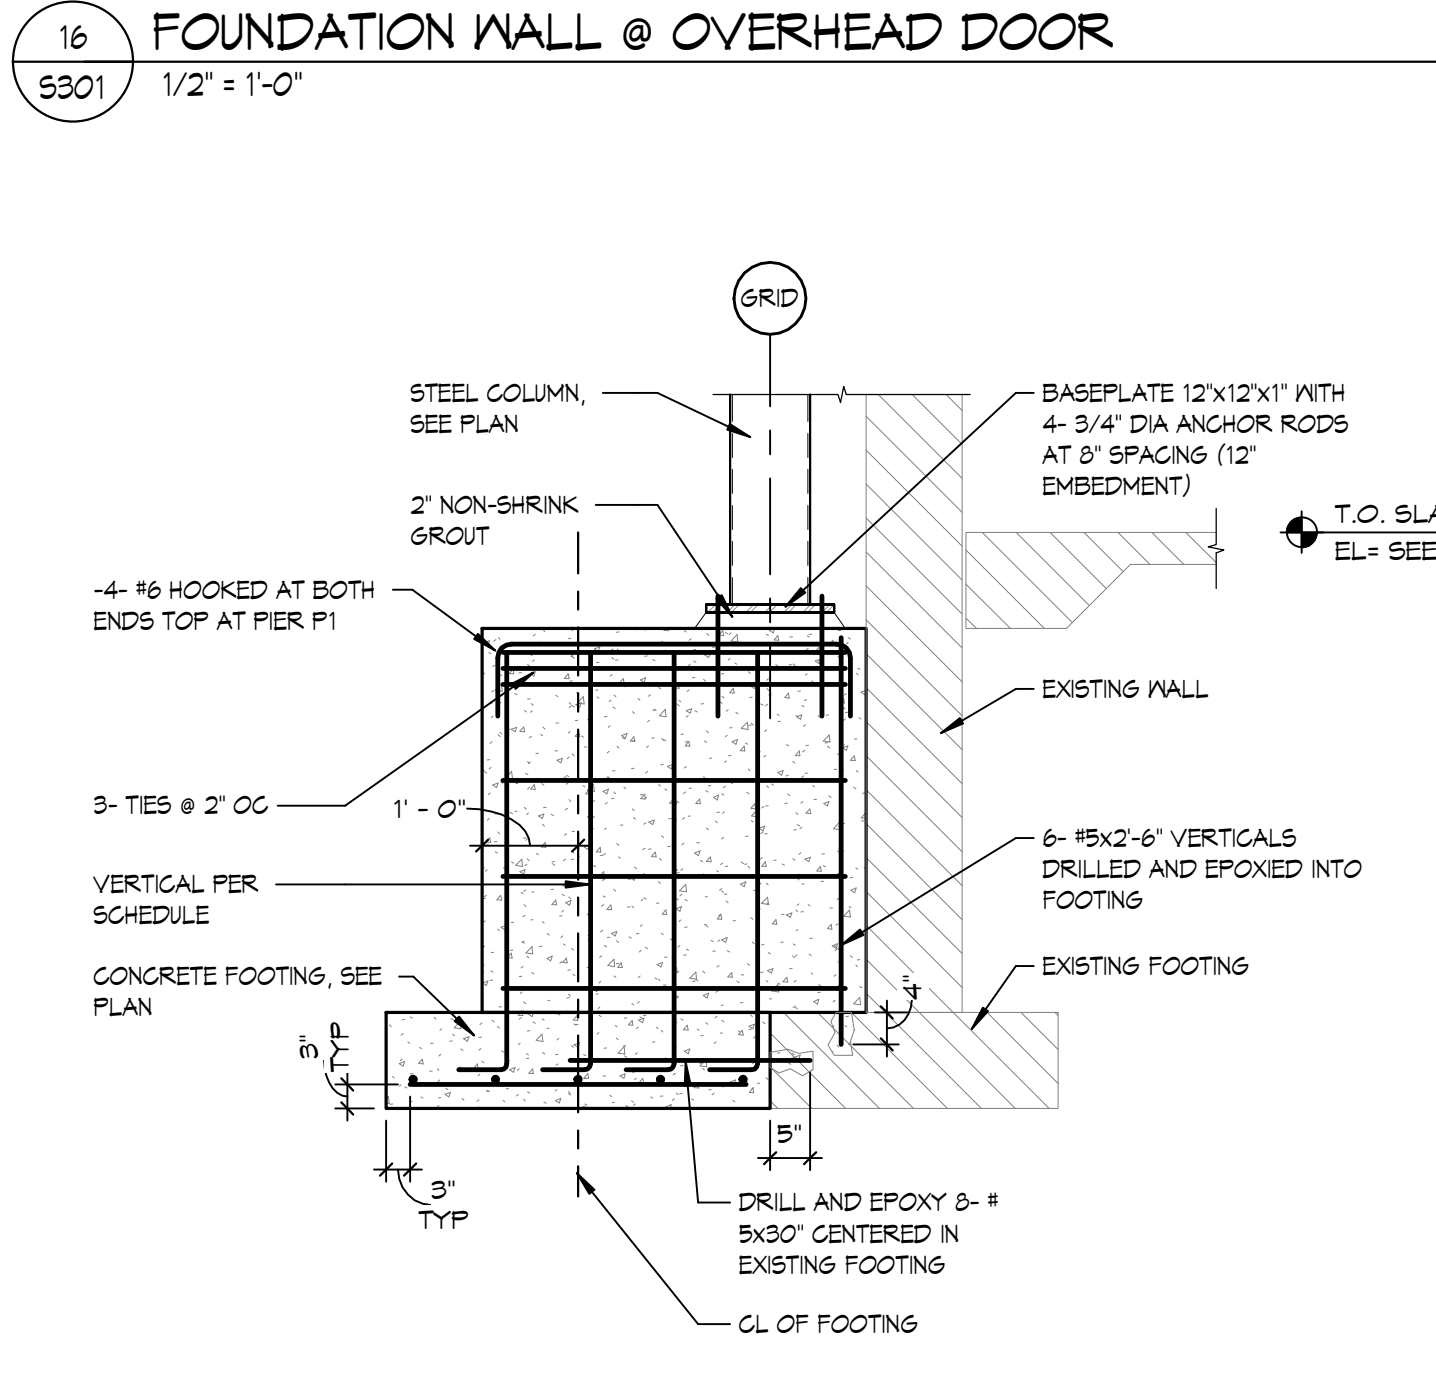 16
S301
FOUNDATION WALL @ OVERHEAD DOOR
1/2" = 1'-0"
GRID
STEEL COLUMN,
SEE PLAN
BASEPLATE 12"x12"x1" WITH
4- 3/4" DIA ANCHOR RODS
AT 8" SPACING (12"
EMBEDMENT)
2" NON-SHRINK
GROUT
T.O. SLA
EL= SEE
-4- #6 HOOKED AT BOTH
ENDS TOP AT PIER P1
EXISTING WALL
3- TIES @ 2" OC
1' - 0"
6- #5x2'-6" VERTICALS
DRILLED AND EPOXIED INTO
FOOTING
VERTICAL PER
SCHEDULE
CONCRETE FOOTING, SEE
PLAN
EXISTING FOOTING
4"
3"
TYP
5"
3"
TYP
DRILL AND EPOXY 8- #
5x30" CENTERED IN
EXISTING FOOTING
CL OF FOOTING